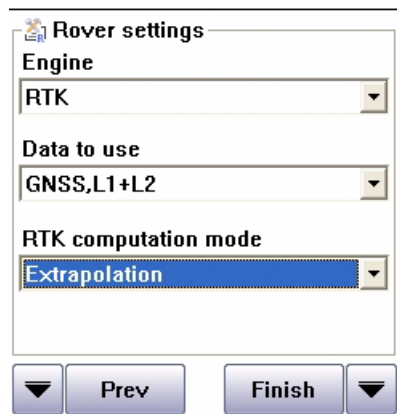 Rover settings
Engine
RTK
Data to use
GNSS,L1+L2
RTK computation mode
Extrapolation
Prev Finish